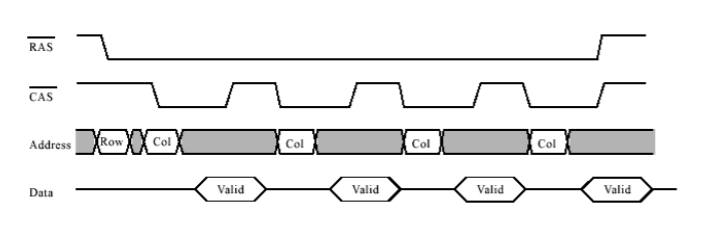 RAS
CAS
Address Row Col Col Col Col
Data Valid Valid Valid Valid